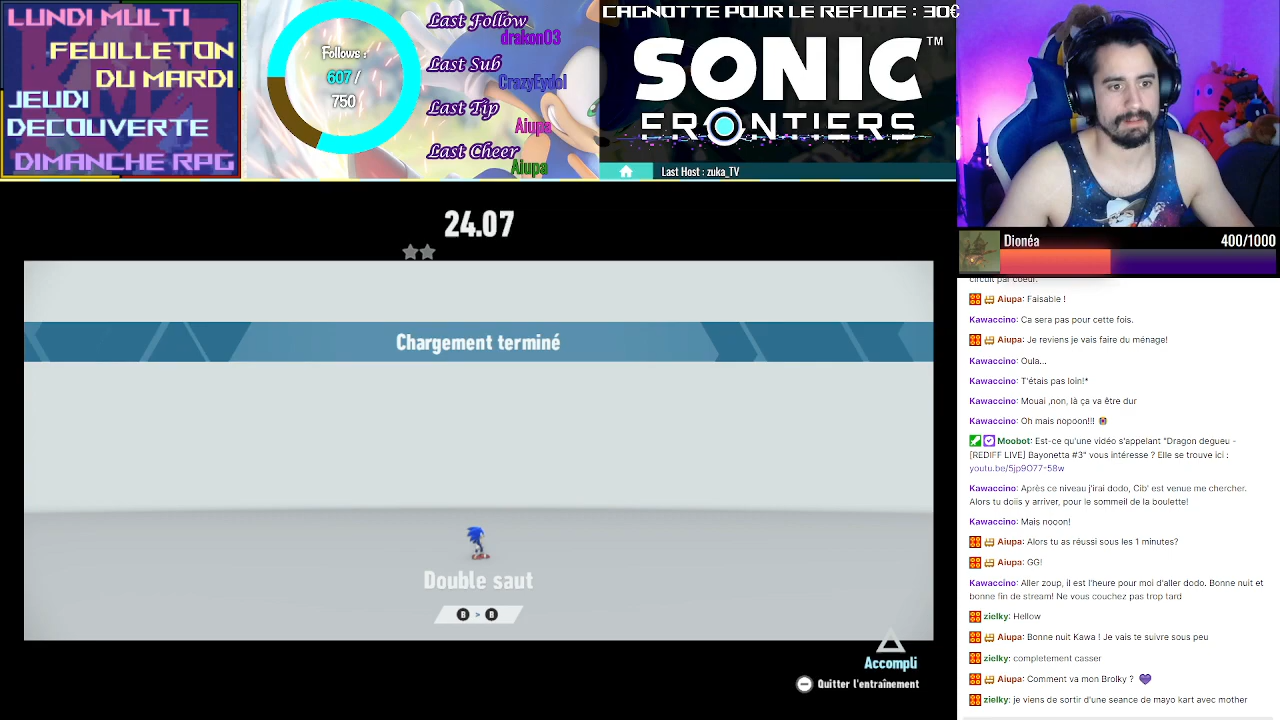 LUNDI MULTI
FEUILLETON
DU MARDI
JEUDI
DECOUVERTE
DIMANCHE RPG
Follows :
607 /
750
Last Follow
drakon03
Last Sub
CrazyEydol
Last Tip
Aiupa
Last Cheer
Aiupa
CAGNOTTE POUR LE REFUGE : 30€
SONIC™
FRONTIERS
Last Host : zuka_TV
Dionéa 400/1000
24.07
Chargement terminé
Double saut
B > B
Accompli
Quitter l'entraînement
circuit par coeur.
Aiupa: Faisable !
Kawaccino: Ca sera pas pour cette fois.
Aiupa: Je reviens je vais faire du ménage!
Kawaccino: Oula...
Kawaccino: T'étais pas loin!*
Kawaccino: Mouai ,non, là ça va être dur
Kawaccino: Oh mais nopoon!!!
Moobot: Est-ce qu'une vidéo s'appelant "Dragon degueu -
[REDIFF LIVE] Bayonetta #3" vous intéresse ? Elle se trouve ici :
youtu.be/5jp9O77-58w
Kawaccino: Après ce niveau j'irai dodo, Cib' est venue me chercher.
Alors tu doiis y arriver, pour le sommeil de la boulette!
Kawaccino: Mais nooon!
Aiupa: Alors tu as réussi sous les 1 minutes?
Aiupa: GG!
Kawaccino: Aller zoup, il est l'heure pour moi d'aller dodo. Bonne nuit et
bonne fin de stream! Ne vous couchez pas trop tard
zielky: Hellow
Aiupa: Bonne nuit Kawa ! Je vais te suivre sous peu
zielky: completement casser
Aiupa: Comment va mon Brolky ?
zielky: je viens de sortir d'une seance de mayo kart avec mother